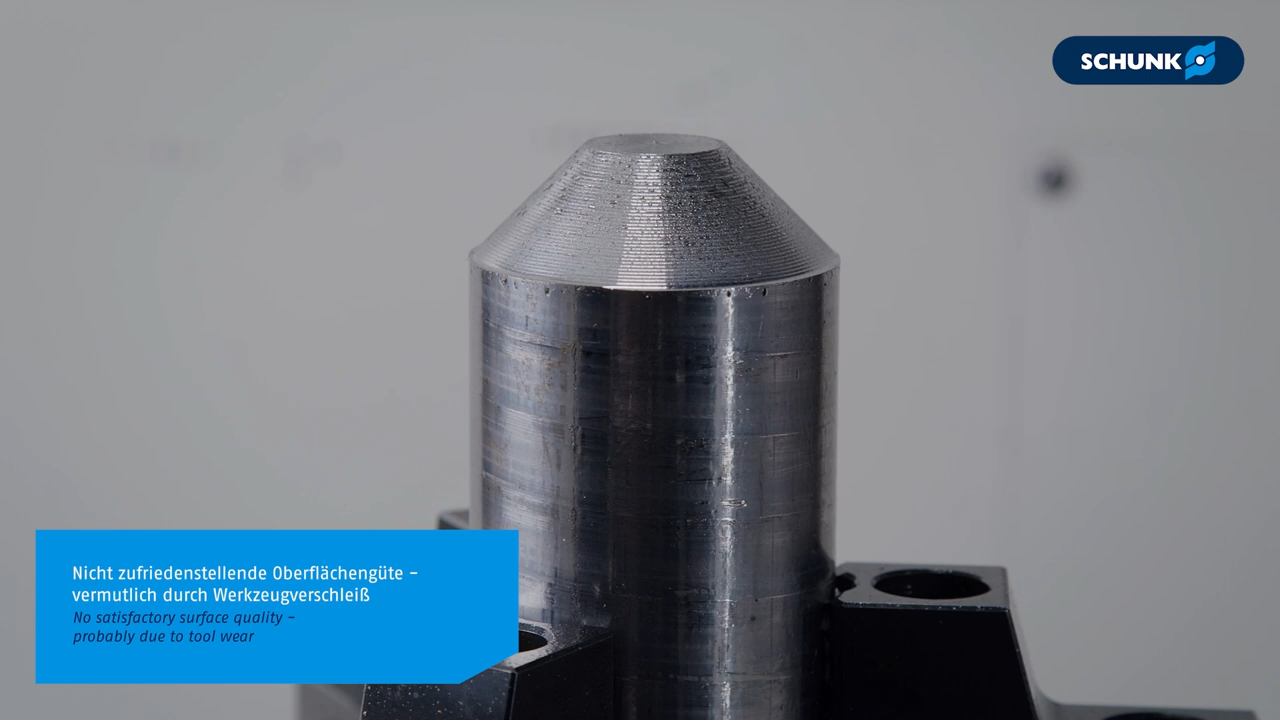 SCHUNK
Nicht zufriedenstellende Oberflächengüte –
vermutlich durch Werkzeugverschleiß
No satisfactory surface quality –
probably due to tool wear